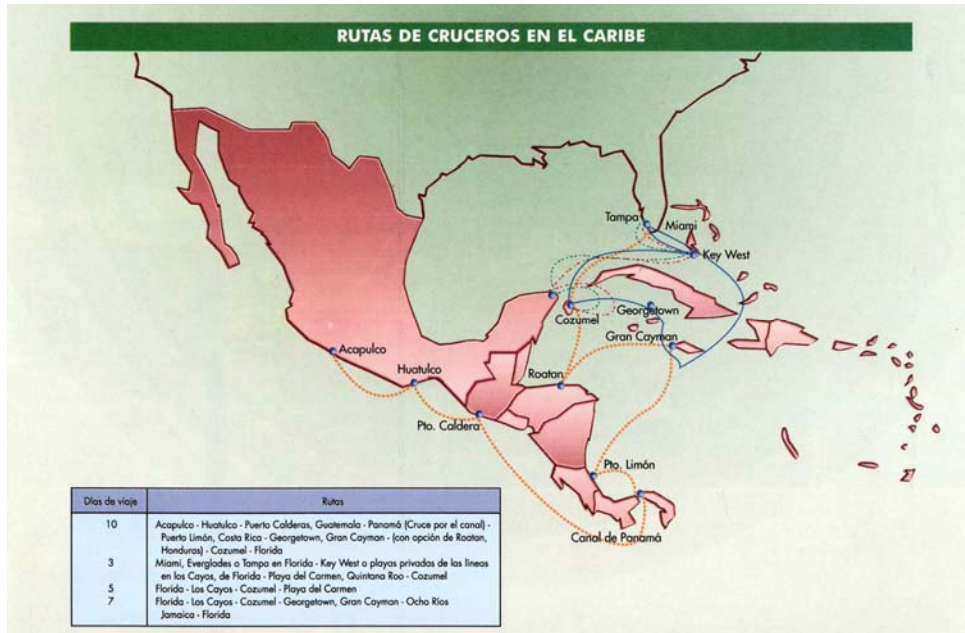 RUTAS DE CRUCEROS EN EL CARIBE
Tampa
Miami
Key West
Cozumel
Georgetown
Gran Cayman
Acapulco
Huatulco
Roatan
Pto. Caldera
Pto. Limón
Canal de Panamá
Días de viaje Rutas
10 Acapulco - Huatulco - Puerto Calderas, Guatemala - Panamá (Cruce por el canal) -
Puerto Limón, Costa Rica - Georgetown, Gran Cayman - (con opción de Roatan,
Honduras) - Cozumel - Florida
3 Miami, Everglades o Tampa en Florida - Key West o playas privadas de las líneas
en los Cayos, de Florida - Playa del Carmen, Quintana Roo - Cozumel
5 Florida - Los Cayos - Cozumel - Playa del Carmen
7 Florida - Los Cayos - Cozumel - Georgetown, Gran Cayman - Ocho Ríos
Jamaica - Florida